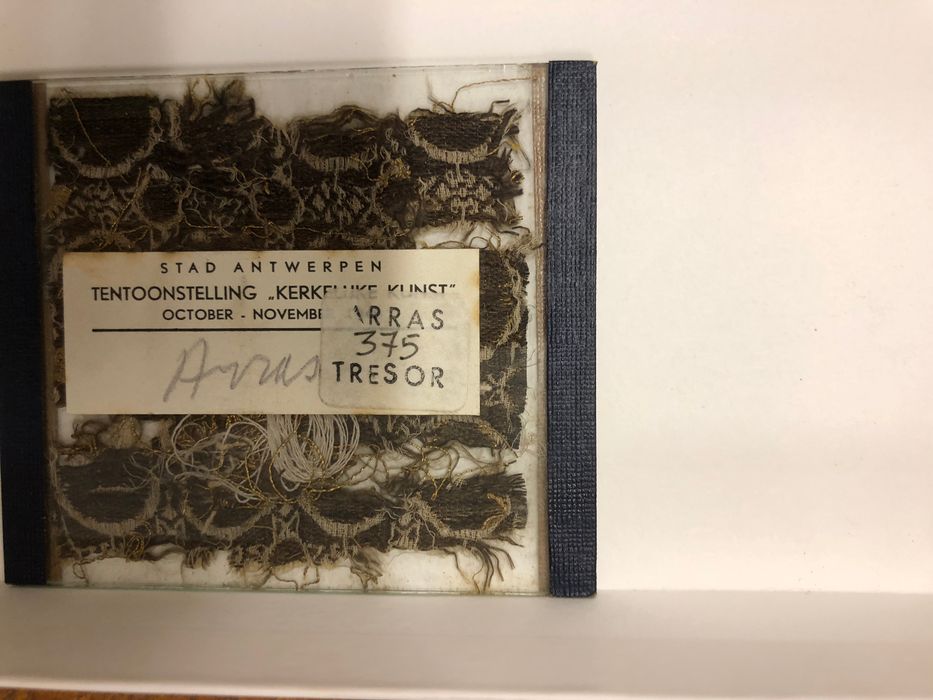 STAD ANTWERPEN
TENTOONSTELLING „KERKELIJKE KUNST"
OCTOBER - NOVEMBE
Arras
ARRAS
375
TRESOR